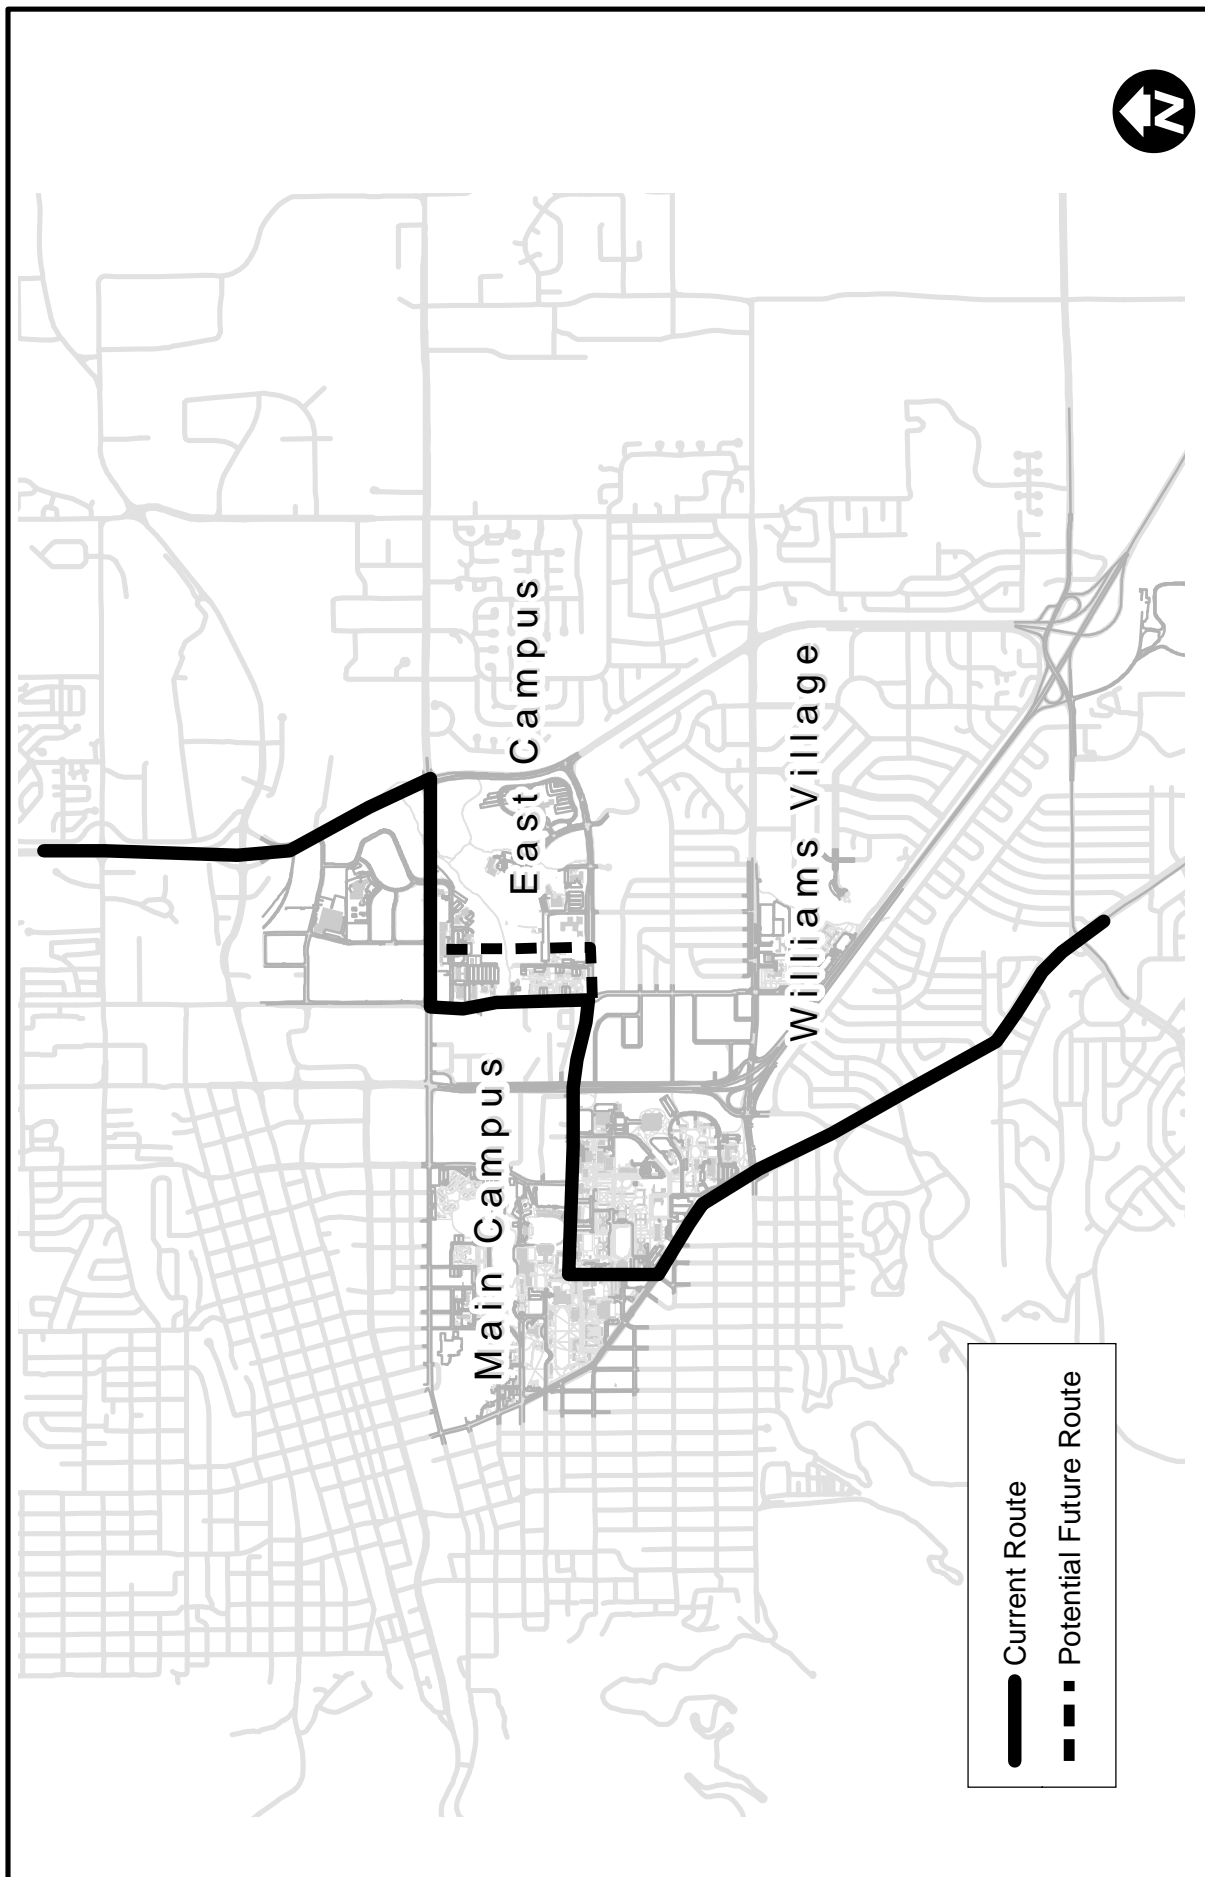 N
East Campus
Main Campus
Williams Village
Current Route
Potential Future Route